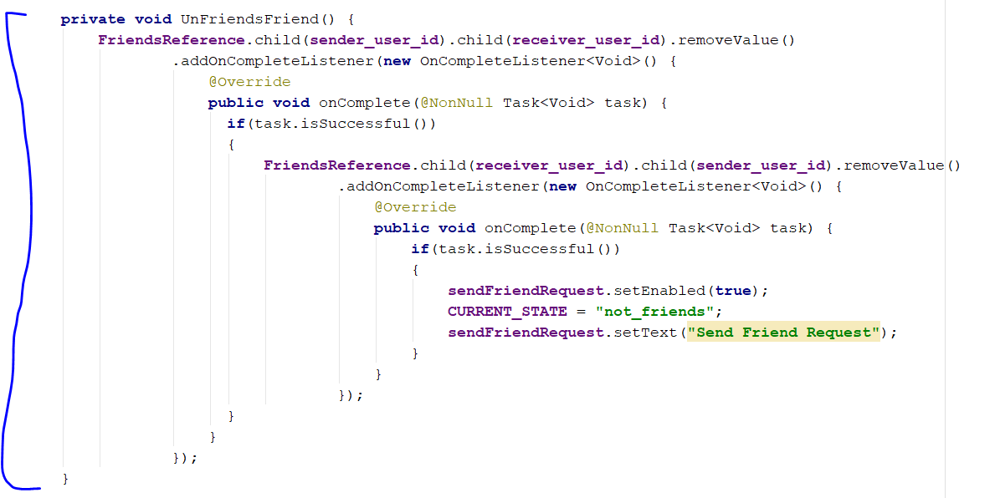 private void UnFriendsFriend() {
FriendsReference.child(sender_user_id).child(receiver_user_id).removeValue()
.addOnCompleteListener(new OnCompleteListener<Void>() {
@Override
public void onComplete(@NonNull Task<Void> task) {
if(task.isSuccessful())
{
FriendsReference.child(receiver_user_id).child(sender_user_id).removeValue()
.addOnCompleteListener(new OnCompleteListener<Void>() {
@Override
public void onComplete(@NonNull Task<Void> task) {
if(task.isSuccessful())
{
sendFriendRequest.setEnabled(true);
CURRENT_STATE = "not_friends";
sendFriendRequest.setText("Send Friend Request");
}
}
});
}
}
});
}